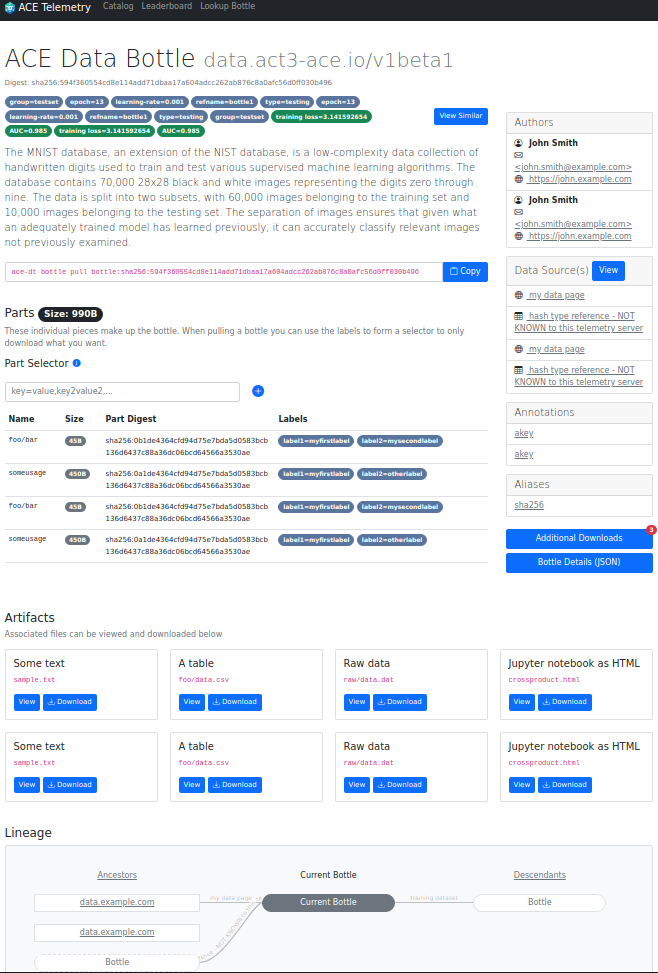 ACE Telemetry Catalog Leaderboard Lookup Bottle
ACE Data Bottle data.act3-ace.io/v1beta1
Digest: sha256:594f360554cd8e114add71dbaa17a604adcc262ab876c8a0afc56d0ff030b496
group=testset epoch=13 learning-rate=0.001 refname=bottle1 type=testing epoch=13
learning-rate=0.001 refname=bottle1 type=testing group=testset training loss=3.141592654
AUC=0.985 training loss=3.141592654 AUC=0.985
View Similar
The MNIST database, an extension of the NIST database, is a low-complexity data collection of
handwritten digits used to train and test various supervised machine learning algorithms. The
database contains 70,000 28x28 black and white images representing the digits zero through
nine. The data is split into two subsets, with 60,000 images belonging to the training set and
10,000 images belonging to the testing set. The separation of images ensures that given what
an adequately trained model has learned previously, it can accurately classify relevant images
not previously examined.
ace-dt bottle pull bottle:sha256:594f360554cd8e114add71dbaa17a604adcc262ab876c8a0afc56d0ff030b496
Copy
Parts Size: 990B
These individual pieces make up the bottle. When pulling a bottle you can use the labels to form a selector to only
download what you want.
Part Selector
key=value,key2value2,...
Name Size Part Digest Labels
foo/bar 45B sha256:0b1de4364cfd94d75e7bda5d0583bcb label1=myfirstlabel label2=mysecondlabel
136d6437c88a36dc06bcd64566a3530ae
someusage 450B sha256:0a1de4364cfd94d75e7bda5d0583bcb label1=myfirstlabel label2=otherlabel
136d6437c88a36dc06bcd64566a3530ae
foo/bar 45B sha256:0b1de4364cfd94d75e7bda5d0583bcb label1=myfirstlabel label2=mysecondlabel
136d6437c88a36dc06bcd64566a3530ae
someusage 450B sha256:0a1de4364cfd94d75e7bda5d0583bcb label1=myfirstlabel label2=otherlabel
136d6437c88a36dc06bcd64566a3530ae
Authors
John Smith
<john.smith@example.com>
https://john.example.com
John Smith
<john.smith@example.com>
https://john.example.com
Data Source(s) View
my data page
hash type reference - NOT
KNOWN to this telemetry server
my data page
hash type reference - NOT
KNOWN to this telemetry server
Annotations
akey
akey
Aliases
sha256
Additional Downloads 3
Bottle Details (JSON)
Artifacts
Associated files can be viewed and downloaded below
Some text A table Raw data Jupyter notebook as HTML
sample.txt foo/data.csv raw/data.dat crossproduct.html
View Download View Download View Download View Download
Some text A table Raw data Jupyter notebook as HTML
sample.txt foo/data.csv raw/data.dat crossproduct.html
View Download View Download View Download View Download
Lineage
Ancestors Current Bottle Descendants
data.example.com my data page Current Bottle training dataset Bottle
data.example.com
NOT KNOWN to
Bottle